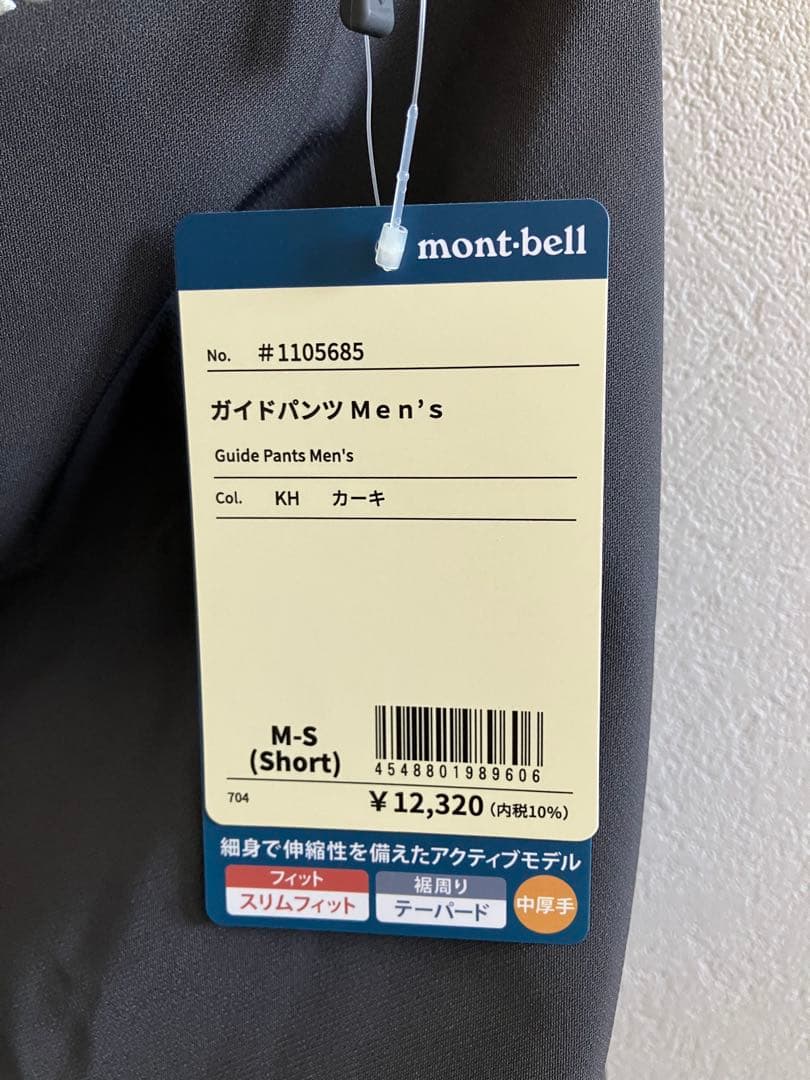 mont·bell
No. #1105685
ガイドパンツ Men's
Guide Pants Men's
Col. KH カーキ
M-S
(Short)
4548801989606
704 ¥12,320 (内税10%)
細身で伸縮性を備えたアクティブモデル
フィット 裾周り
スリムフィット テーパード 中厚手